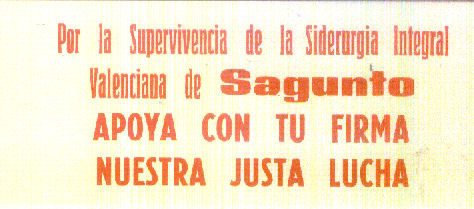 Por la Supervivencia de la Siderurgia Integral
Valenciana de Sagunto
APOYA CON TU FIRMA
NUESTRA JUSTA LUCHA